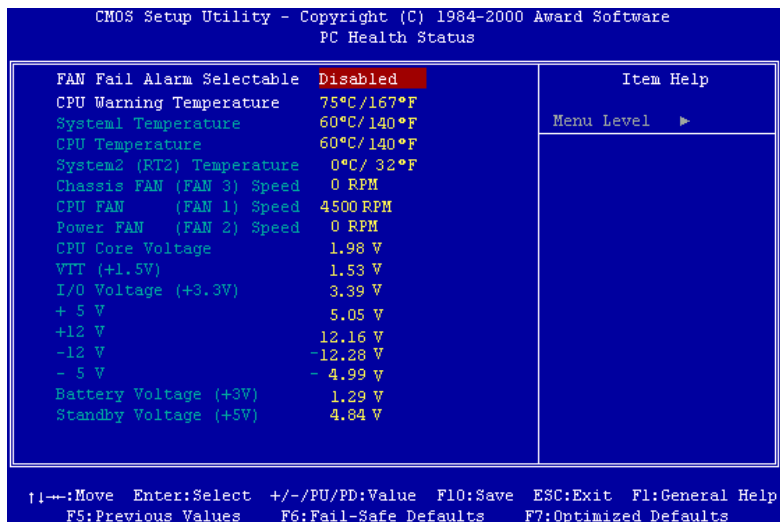 CMOS Setup Utility - Copyright (C) 1984-2000 Award Software
PC Health Status
FAN Fail Alarm Selectable Disabled
CPU Warning Temperature 75°C/167°F
System1 Temperature 60°C/140°F
CPU Temperature 60°C/140°F
System2 (RT2) Temperature 0°C/ 32°F
Chassis FAN (FAN 3) Speed 0 RPM
CPU FAN (FAN 1) Speed 4500 RPM
Power FAN (FAN 2) Speed 0 RPM
CPU Core Voltage 1.98 V
VTT (+1.5V) 1.53 V
I/O Voltage (+3.3V) 3.39 V
+ 5 V 5.05 V
+12 V 12.16 V
-12 V -12.28 V
- 5 V - 4.99 V
Battery Voltage (+3V) 1.29 V
Standby Voltage (+5V) 4.84 V
Item Help
Menu Level ►
↑↓→←:Move Enter:Select +/-/PU/PD:Value F10:Save ESC:Exit F1:General Help
F5:Previous Values F6:Fail-Safe Defaults F7:Optimized Defaults